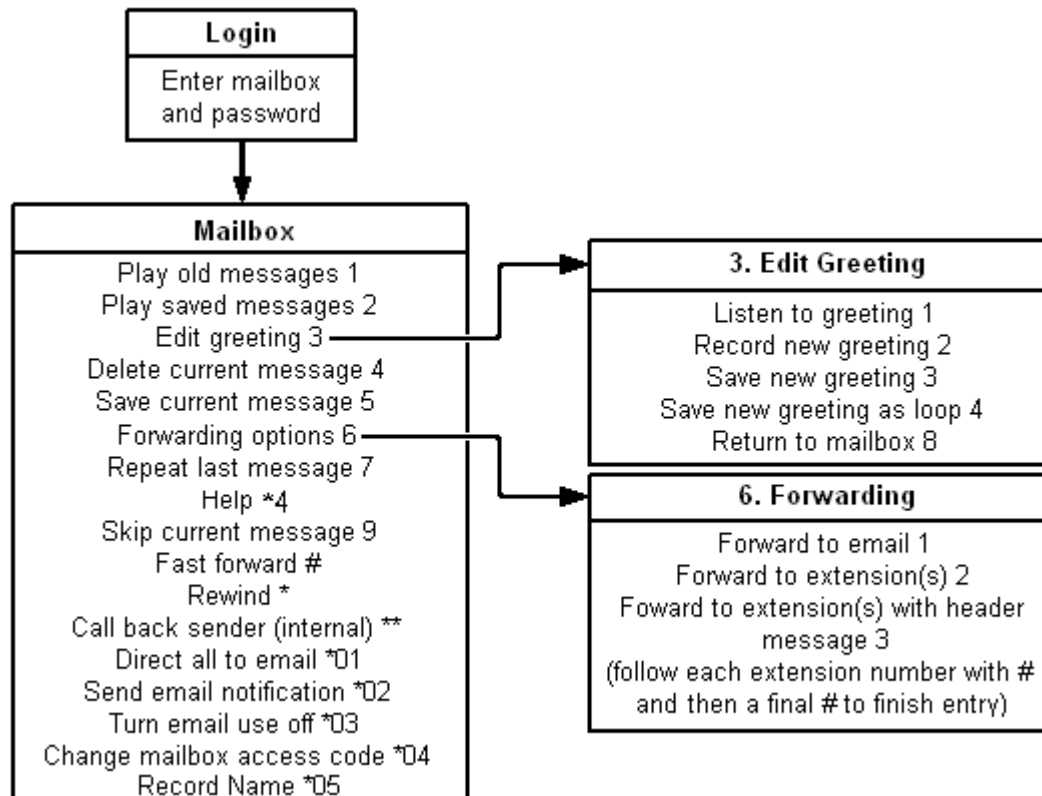 Login
Enter mailbox
and password
Mailbox
Play old messages 1
Play saved messages 2
Edit greeting 3
Delete current message 4
Save current message 5
Forwarding options 6
Repeat last message 7
Help *4
Skip current message 9
Fast forward #
Rewind *
Call back sender (internal) **
Direct all to email *01
Send email notification *02
Turn email use off *03
Change mailbox access code *04
Record Name *05
3. Edit Greeting
Listen to greeting 1
Record new greeting 2
Save new greeting 3
Save new greeting as loop 4
Return to mailbox 8
6. Forwarding
Forward to email 1
Forward to extension(s) 2
Foward to extension(s) with header
message 3
(follow each extension number with #
and then a final # to finish entry)